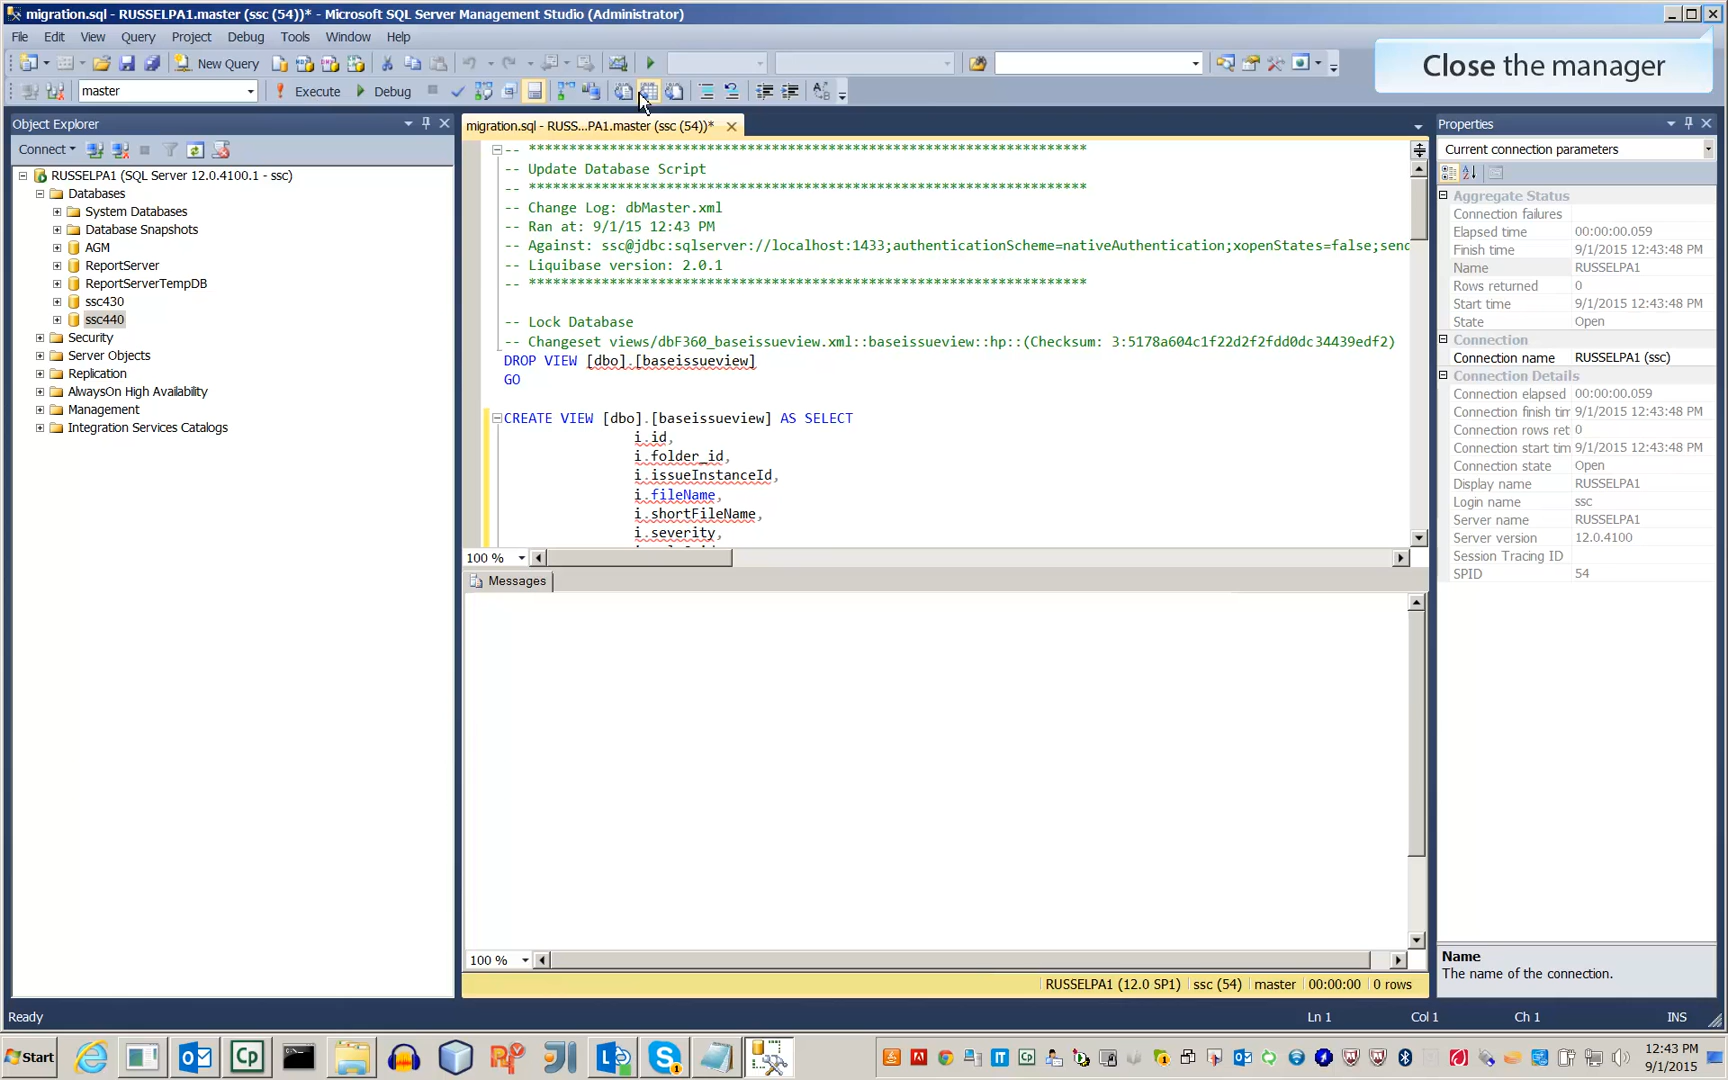 migration.sql - RUSSELPA1.master (ssc (54))* - Microsoft SQL Server Management Studio (Administrator)
File Edit View Query Project Debug Tools Window Help
Close the manager
New Query
master
Execute
Debug
Object Explorer
Connect
RUSSELPA1 (SQL Server 12.0.4100.1 - ssc)
Databases
System Databases
Database Snapshots
AGM
ReportServer
ReportServerTempDB
ssc430
ssc440
Security
Server Objects
Replication
AlwaysOn High Availability
Management
Integration Services Catalogs
migration.sql - RUSS...PA1.master (ssc (54))*
-- ****************************************************************
-- Update Database Script
-- ****************************************************************
-- Change Log: dbMaster.xml
-- Ran at: 9/1/15 12:43 PM
-- Against: ssc@jdbc:sqlserver://localhost:1433;authenticationScheme=nativeAuthentication;xopenStates=false;send
-- Liquibase version: 2.0.1
-- ****************************************************************
-- Lock Database
-- Changeset views/dbF360_baseissueview.xml::baseissueview::hp::(Checksum: 3:5178a604c1f22d2f2fdd0dc34439edf2)
DROP VIEW [dbo].[baseissueview]
GO
CREATE VIEW [dbo].[baseissueview] AS SELECT
i.id,
i.folder_id,
i.issueInstanceId,
i.fileName,
i.shortFileName,
i.severity,
100 %
Messages
100 %
RUSSELPA1 (12.0 SP1) ssc (54) master 00:00:00 0 rows
Properties
Current connection parameters
Aggregate Status
Connection failures
Elapsed time 00:00:00.059
Finish time 9/1/2015 12:43:48 PM
Name RUSSELPA1
Rows returned 0
Start time 9/1/2015 12:43:48 PM
State Open
Connection
Connection name RUSSELPA1 (ssc)
Connection Details
Connection elapsed 00:00:00.059
Connection finish tim 9/1/2015 12:43:48 PM
Connection rows ret 0
Connection start tim 9/1/2015 12:43:48 PM
Connection state Open
Display name RUSSELPA1
Login name ssc
Server name RUSSELPA1
Server version 12.0.4100
Session Tracing ID
SPID 54
Name
The name of the connection.
Ready Ln 1 Col 1 Ch 1 INS
Start
12:43 PM
9/1/2015